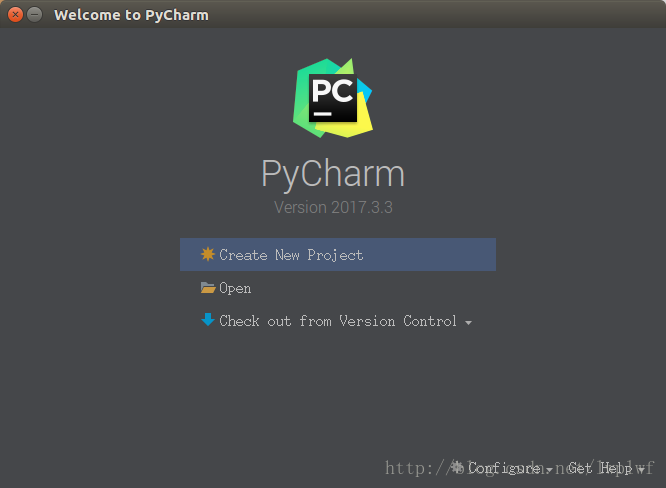 Welcome to PyCharm
PC
PyCharm
Version 2017.3.3
Create New Project
Open
Check out from Version Control
Configure Get Help